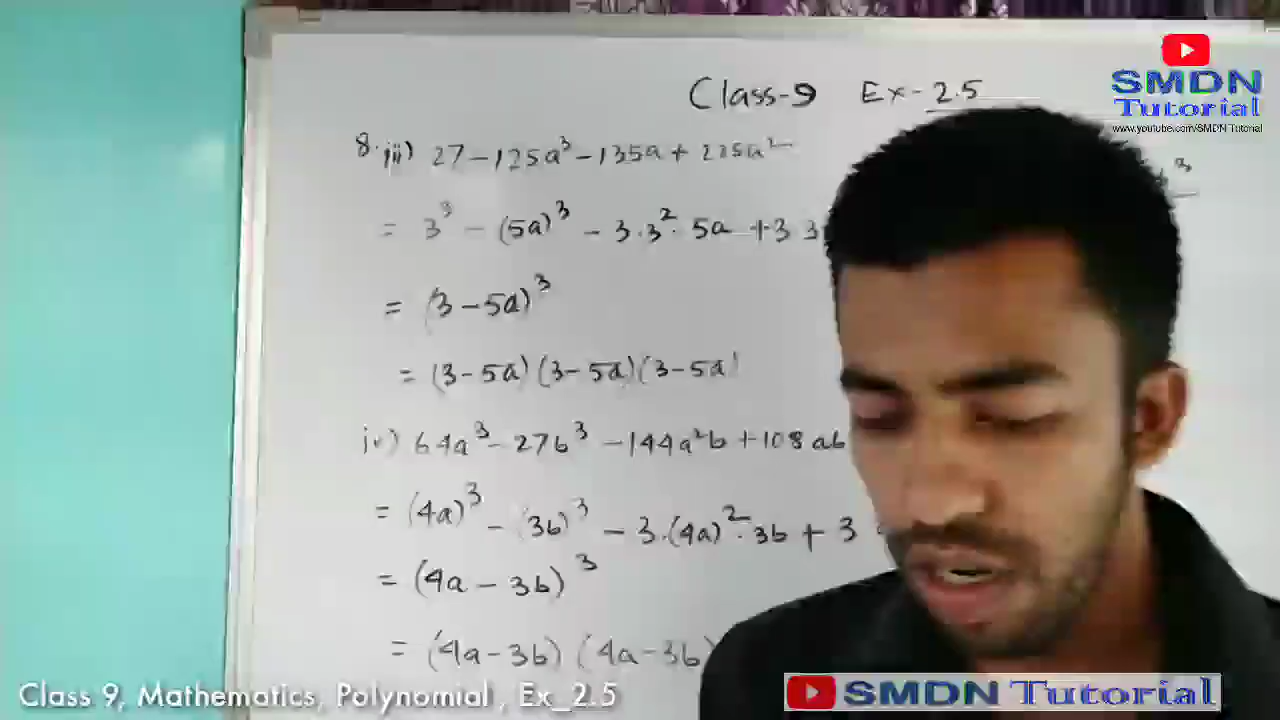 SMDN
Tutorial
www.youtube.com/SMDN Tutorial
Class-9 Ex-2.5
8. iii) 27 - 125a³ - 135a + 225a²
= 3³ - (5a)³ - 3.3². 5a + 3 3
= (3 - 5a)³
= (3 - 5a) (3 - 5a) (3 - 5a)
iv) 64a³ - 27b³ - 144a²b + 108 ab
= (4a)³ - (3b)³ - 3.(4a)². 3b + 3
= (4a - 3b)³
= (4a - 3b) (4a - 3b)
Class 9, Mathematics, Polynomial , Ex_2.5
SMDN Tutorial